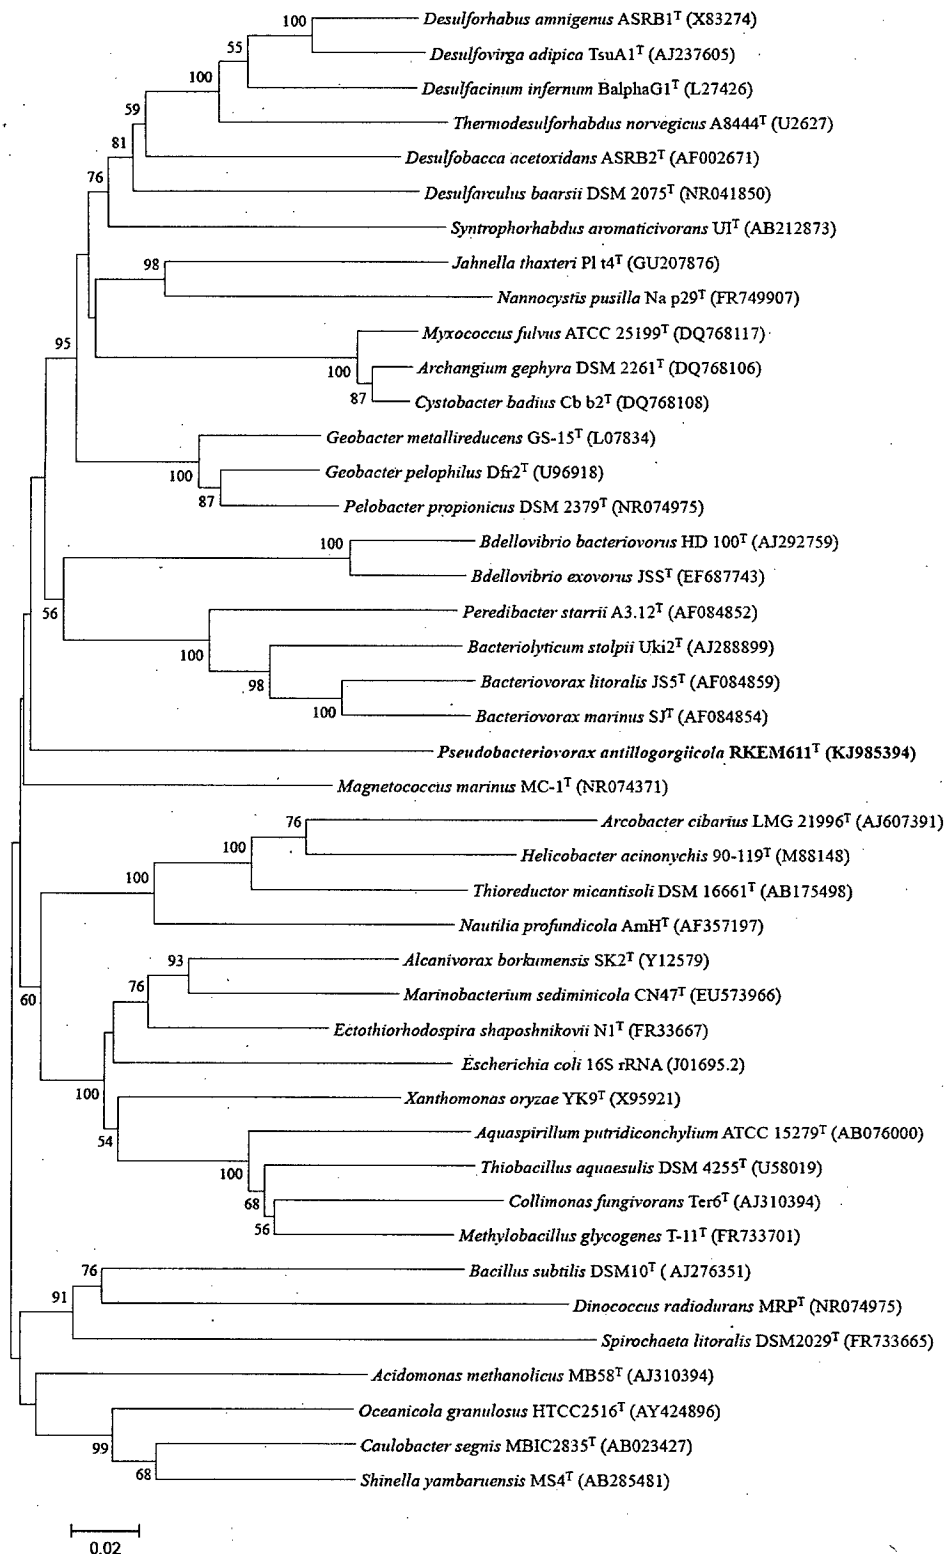 100
Desulforhabus amnigenus ASRB1T (X83274)
55
Desulfovirga adipica TsuA1T (AJ237605)
100
Desulfacinum infernum BalphaG1T (L27426)
59
Thermodesulforhabdus norvegicus A8444T (U2627)
81
Desulfobacca acetoxidans ASRB2T (AF002671)
76
Desulfarculus baarsii DSM 2075T (NR041850)
Syntrophorhabdus aromaticivorans UIT (AB212873)
98
Jahnella thaxteri Pl t4T (GU207876)
Nannocystis pusilla Na p29T (FR749907)
95
Myxococcus fulvus ATCC 25199T (DQ768117)
100
Archangium gephyra DSM 2261T (DQ768106)
87
Cystobacter badius Cb b2T (DQ768108)
Geobacter metallireducens GS-15T (L07834)
100
Geobacter pelophilus Dfr2T (U96918)
87
Pelobacter propionicus DSM 2379T (NR074975)
100
Bdellovibrio bacteriovorus HD 100T (AJ292759)
Bdellovibrio exovorus JSST (EF687743)
56
Peredibacter starrii A3.12T (AF084852)
100
Bacteriolyticum stolpii Uki2T (AJ288899)
98
Bacteriovorax litoralis JS5T (AF084859)
100
Bacteriovorax marinus SJT (AF084854)
Pseudobacteriovorax antillogorgiicola RKEM611T (KJ985394)
Magnetococcus marinus MC-1T (NR074371)
76
Arcobacter cibarius LMG 21996T (AJ607391)
100
Helicobacter acinonychis 90-119T (M88148)
100
Thioreductor micantisoli DSM 16661T (AB175498)
Nautilia profundicola AmHT (AF357197)
93
Alcanivorax borkumensis SK2T (Y12579)
76
Marinobacterium sediminicola CN47T (EU573966)
60
Ectothiorhodospira shaposhnikovii N1T (FR33667)
Escherichia coli 16S rRNA (J01695.2)
100
Xanthomonas oryzae YK9T (X95921)
54
Aquaspirillum putridiconchylium ATCC 15279T (AB076000)
100
Thiobacillus aquaesulis DSM 4255T (U58019)
68
Collimonas fungivorans Ter6T (AJ310394)
56
Methylobacillus glycogenes T-11T (FR733701)
76
Bacillus subtilis DSM10T ( AJ276351)
91
Dinococcus radiodurans MRPT (NR074975)
Spirochaeta litoralis DSM2029T (FR733665)
Acidomonas methanolicus MB58T (AJ310394)
Oceanicola granulosus HTCC2516T (AY424896)
99
Caulobacter segnis MBIC2835T (AB023427)
68
Shinella yambaruensis MS4T (AB285481)
0.02